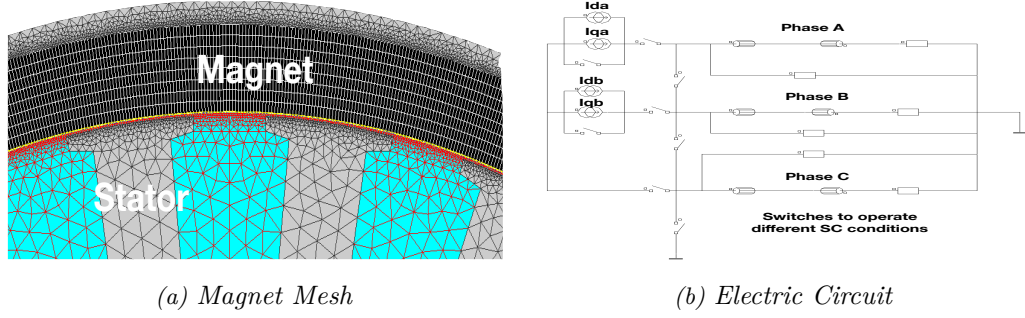 Magnet
Stator
Ida
Iqa
Idb
Iqb
Phase A
Phase B
Phase C
Switches to operate
different SC conditions
(a) Magnet Mesh
(b) Electric Circuit